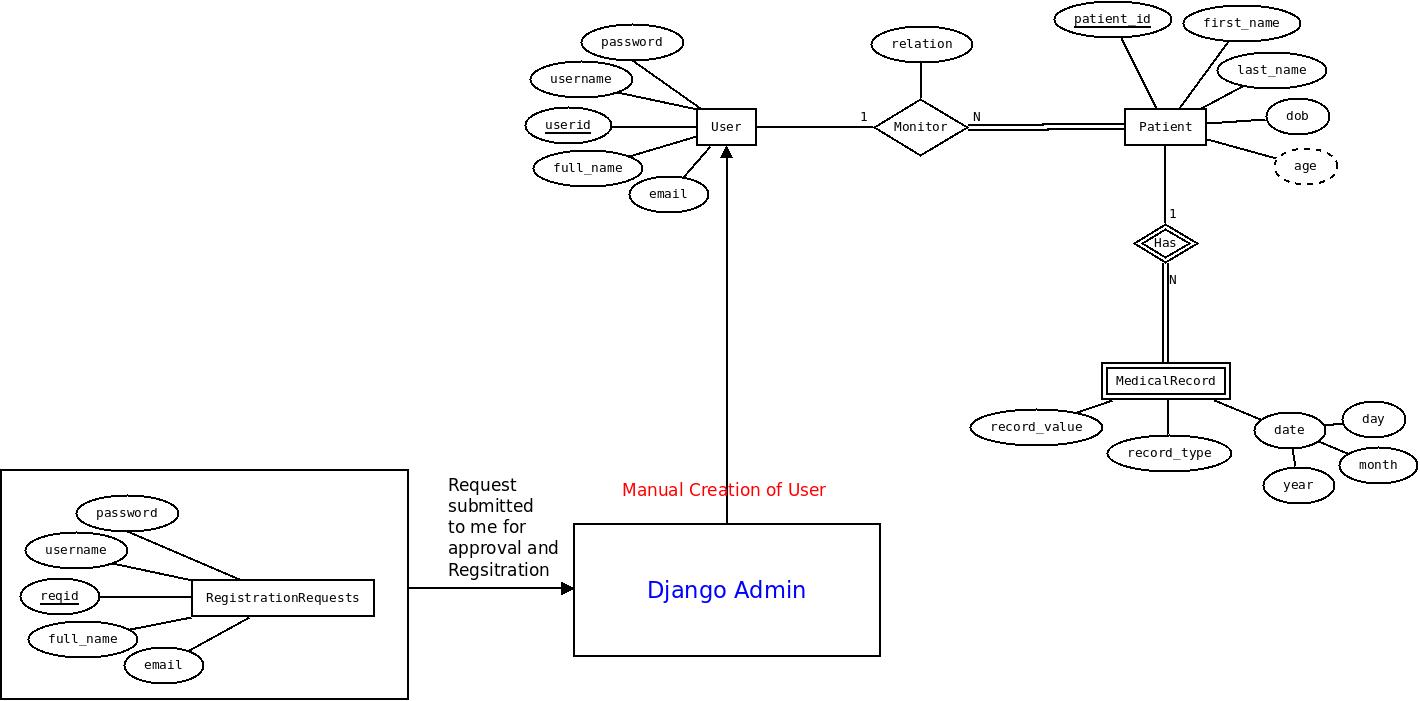 patient_id
first_name
password
relation
last_name
username
dob
userid
User
1
Monitor
N
Patient
full_name
age
email
1
Has
N
MedicalRecord
record_value
date
day
record_type
month
year
Request
submitted
to me for
approval and
Regsitration
Manual Creation of User
password
username
reqid
RegistrationRequests
full_name
email
Django Admin